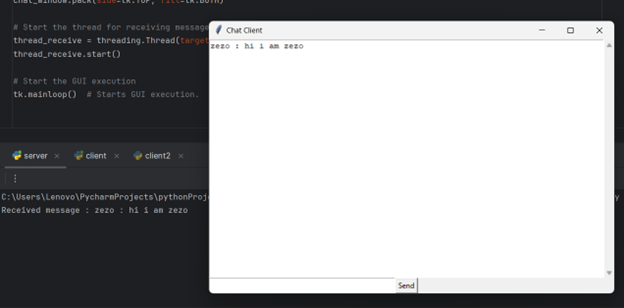 chat_window.pack(side=tk.TOP, fill=tk.BOTH)
# Start the thread for receiving message
thread_receive = threading.Thread(target
thread_receive.start()
# Start the GUI execution
tk.mainloop()  # Starts GUI execution.
Chat Client
zezo : hi i am zezo
Send
server
client
client2
C:\Users\Lenovo\PycharmProjects\pythonProj
Received message : zezo : hi i am zezo